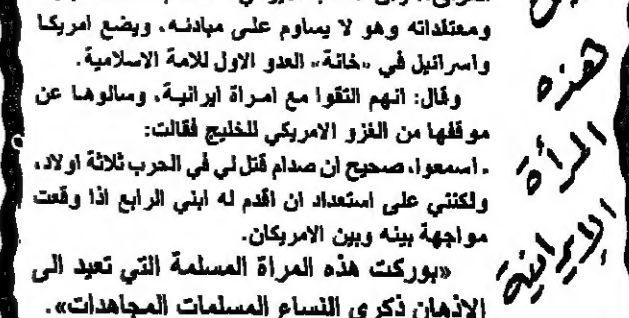 ومعتقداته وهو لا يساوم على مبادئه، ويضع امريكا
واسرائيل في «خانة» العدو الاول للامة الاسلامية.
وقال: انهم التقوا مع امراة ايرانية، وسالوها عن
موقفها من الغزو الامريكي للخليج فقالت:
. اسمعوا، صحيح ان صدام قتل لي في الحرب ثلاثة اولاد،
ولكنني على استعداد ان اقدم له ابني الرابع اذا وقعت
مواجهة بينه وبين الامريكان.
«بوركت هذه المراة المسلمة التي تعيد الى
الاذهان ذكرى النساء المسلمات المجاهدات».
هذه
المرأة
الإيرانية